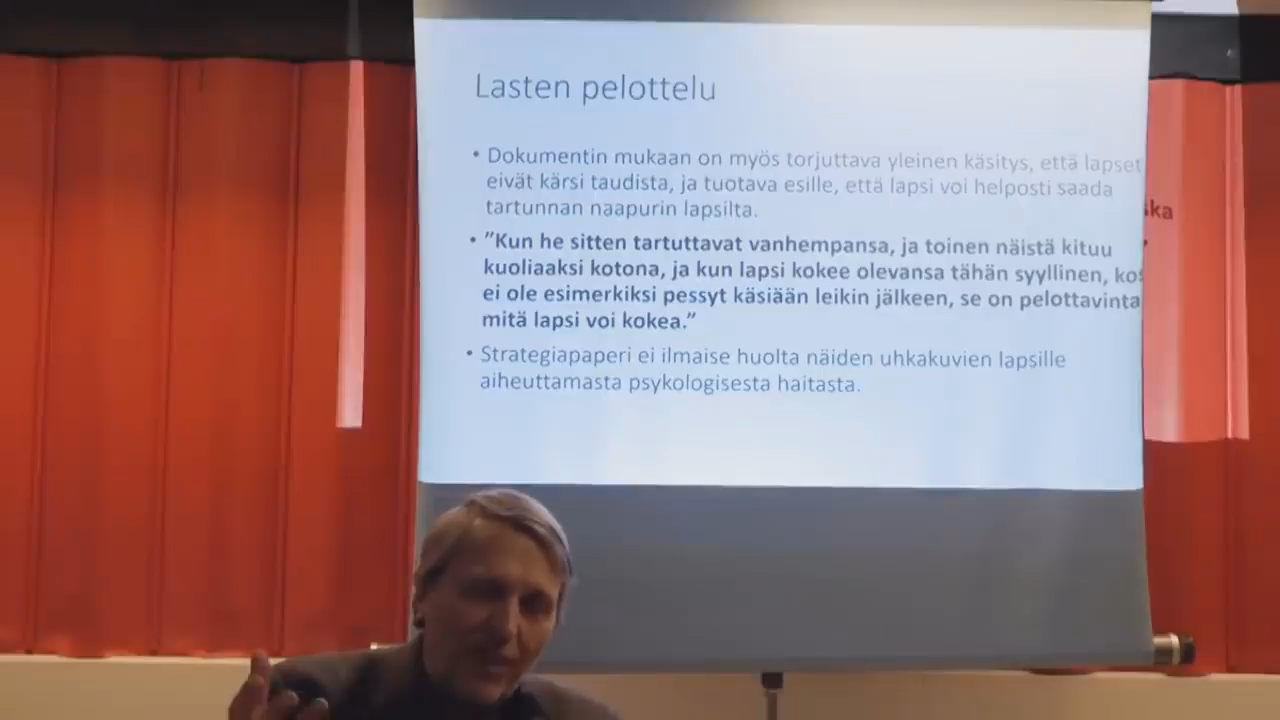 Lasten pelottelu
• Dokumentin mukaan on myös torjuttava yleinen käsitys, että lapset
eivät kärsi taudista, ja tuotava esille, että lapsi voi helposti saada
tartunnan naapurin lapsilta.
• ”Kun he sitten tartuttavat vanhempansa, ja toinen näistä kituu
kuoliaaksi kotona, ja kun lapsi kokee olevansa tähän syyllinen,
ei ole esimerkiksi pessyt käsiään leikin jälkeen, se on pelottavinta
mitä lapsi voi kokea.”
• Strategiapaperi ei ilmaise huolta näiden uhkakuvien lapsille
aiheuttamasta psykologisesta haitasta.